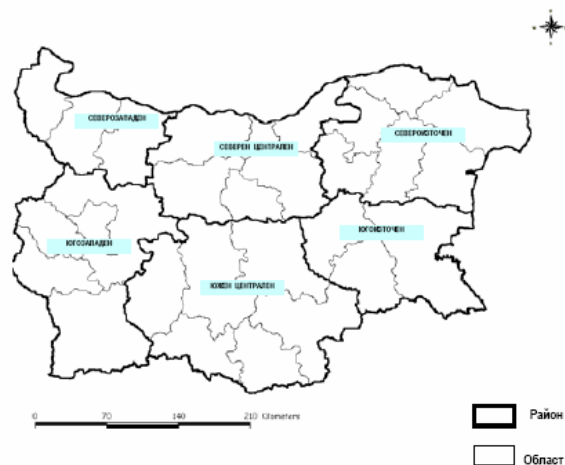 СЕВЕРОЗАПАДЕН
СЕВЕРЕН ЦЕНТРАЛЕН
СЕВЕРОИЗТОЧЕН
ЮГОЗАПАДЕН
ЮГОИЗТОЧЕН
ЮЖЕН ЦЕНТРАЛЕН
0 70 140 210 Kilometers
Район
Област